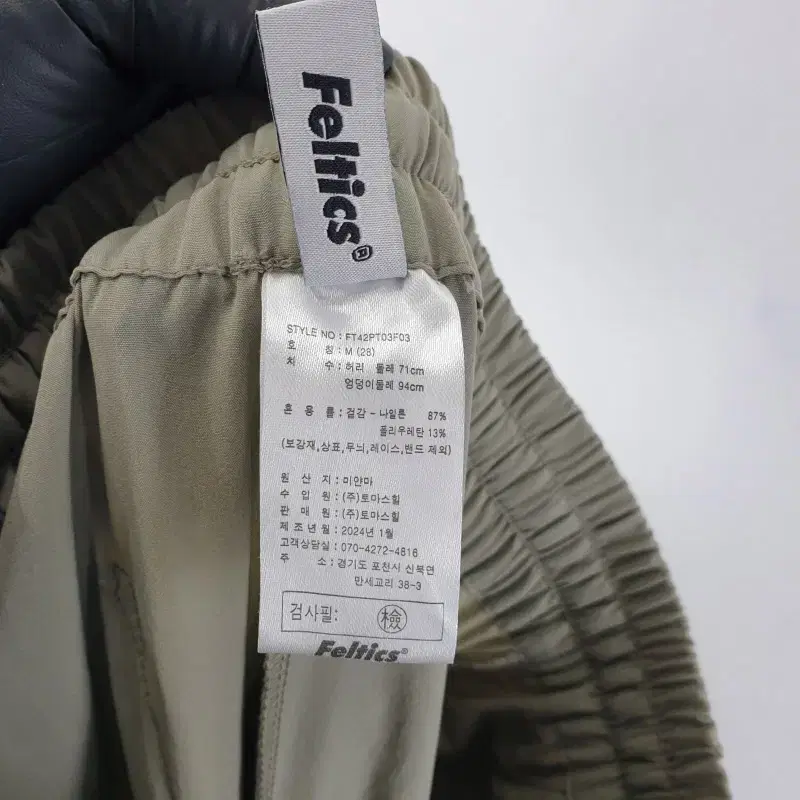 Feltics®
STYLE NO : FT42PT03F03
호 칭 : M (28)
치 수 : 허리 둘레 71cm
엉덩이둘레 94cm
혼 용 률 : 겉감 - 나일론 87%
폴리우레탄 13%
(보강재,상표,무늬,레이스,밴드 제외)
원 산 지 : 미얀마
수 입 원 : (주)토마스힐
판 매 원 : (주)토마스힐
제 조 년 월 : 2024년 1월
고객상담실 : 070-4272-4816
주 소 : 경기도 포천시 신북면
만세교리 38-3
검사필: 檢
Feltics®